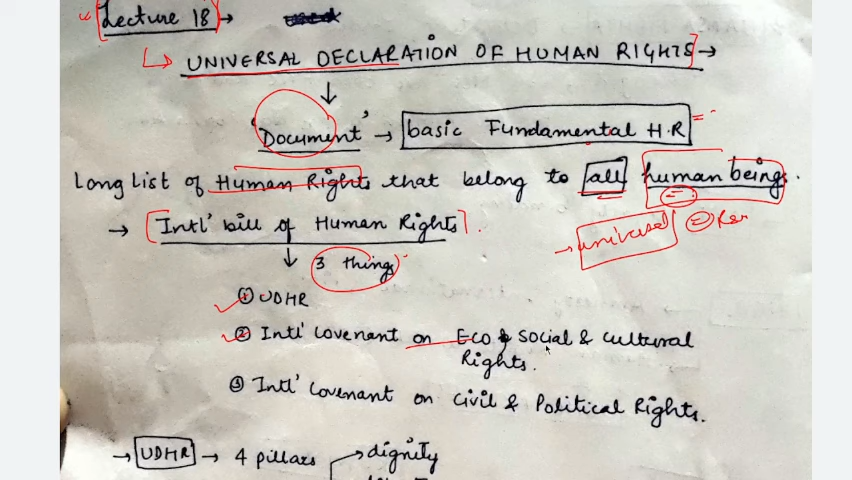 Lecture 18 →
UNIVERSAL DECLARATION OF HUMAN RIGHTS →
'Document' → basic Fundamental H.R
Long list of Human Rights that belong to all human beings.
→ [Intl' bill of Human Rights].
→ universal
3 things
① UDHR
② Intl' Covenant on Eco & Social & Cultural
Rights.
③ Intl' Covenant on Civil & Political Rights.
→ UDHR → 4 pillars → dignity